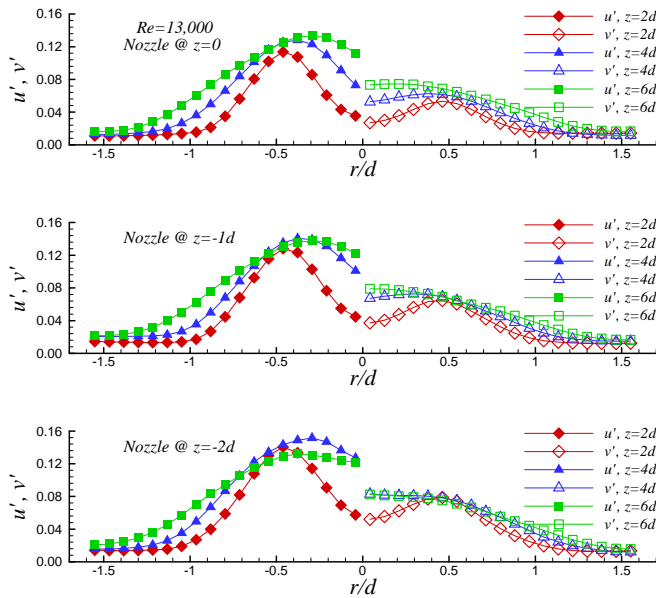 0.16
0.12
0.08
0.04
0.00
u', v'
Re=13,000
Nozzle @ z=0
u', z=2d
v', z=2d
u', z=4d
v', z=4d
u', z=6d
v', z=6d
-1.5 -1 -0.5 0 0.5 1 1.5
r/d
0.16
0.12
0.08
0.04
0.00
u', v'
Nozzle @ z=-1d
u', z=2d
v', z=2d
u', z=4d
v', z=4d
u', z=6d
v', z=6d
-1.5 -1 -0.5 0 0.5 1 1.5
r/d
0.16
0.12
0.08
0.04
0.00
u', v'
Nozzle @ z=-2d
u', z=2d
v', z=2d
u', z=4d
v', z=4d
u', z=6d
v', z=6d
-1.5 -1 -0.5 0 0.5 1 1.5
r/d